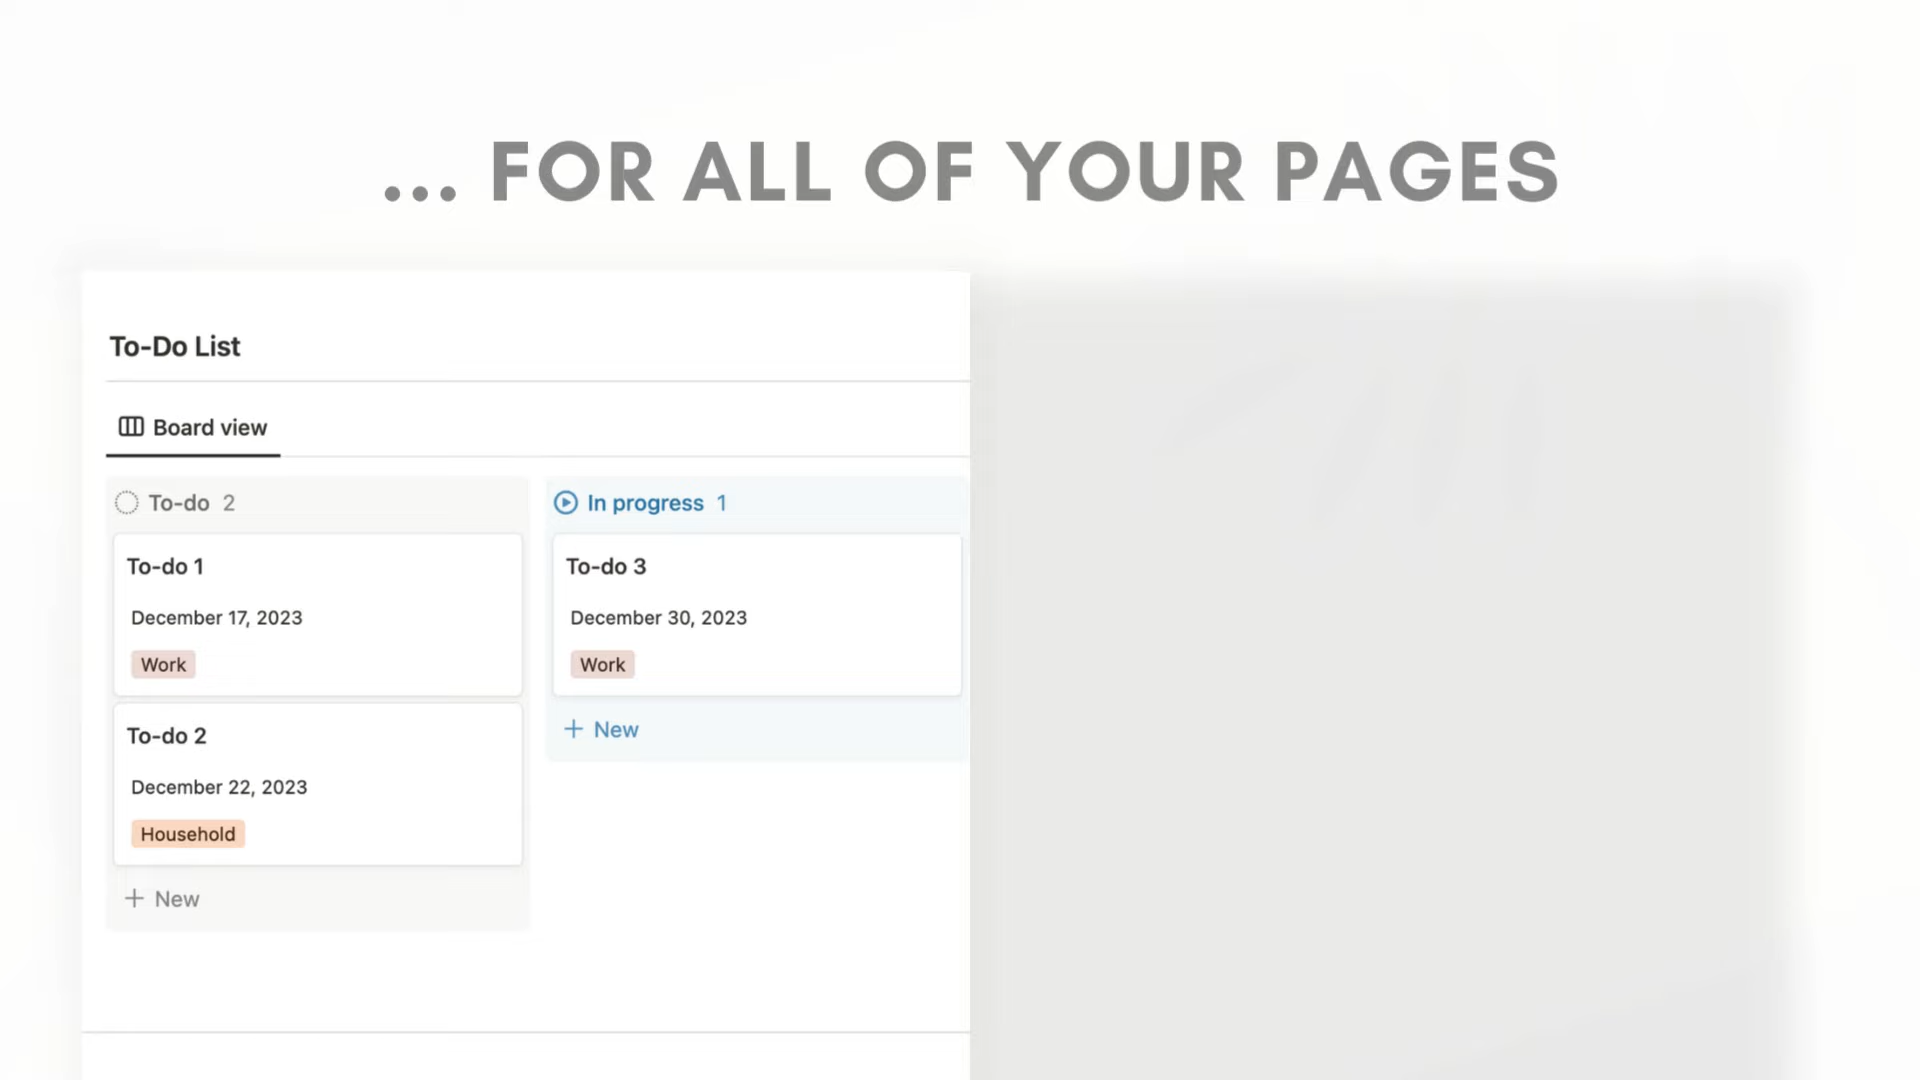 ... FOR ALL OF YOUR PAGES
To-Do List
Board view
To-do 2
To-do 1
December 17, 2023
Work
To-do 2
December 22, 2023
Household
+ New
In progress 1
To-do 3
December 30, 2023
Work
+ New